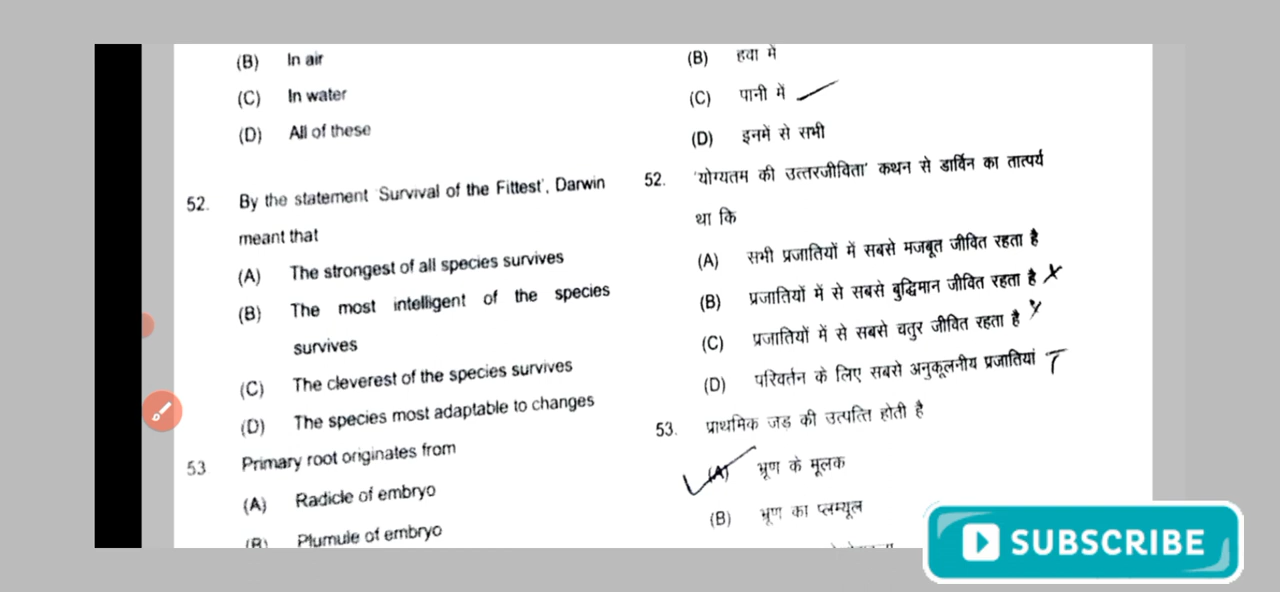 (B) In air
(C) In water
(D) All of these
52. By the statement 'Survival of the Fittest', Darwin
meant that
(A) The strongest of all species survives
(B) The most intelligent of the species
survives
(C) The cleverest of the species survives
(D) The species most adaptable to changes
53 Primary root originates from
(A) Radicle of embryo
(B) Plumule of embryo
(B) हवा में
(C) पानी में
(D) इनमें से सभी
52. 'योग्यतम की उत्तरजीविता' कथन से डार्विन का तात्पर्य
था कि
(A) सभी प्रजातियों में सबसे मजबूत जीवित रहता है
(B) प्रजातियों में से सबसे बुद्धिमान जीवित रहता है
(C) प्रजातियों में से सबसे चतुर जीवित रहता है
(D) परिवर्तन के लिए सबसे अनुकूलनीय प्रजातियां
53. प्राथमिक जड़ की उत्पत्ति होती है
(A) भ्रूण के मूलक
(B) भ्रूण का प्लम्यूल
SUBSCRIBE